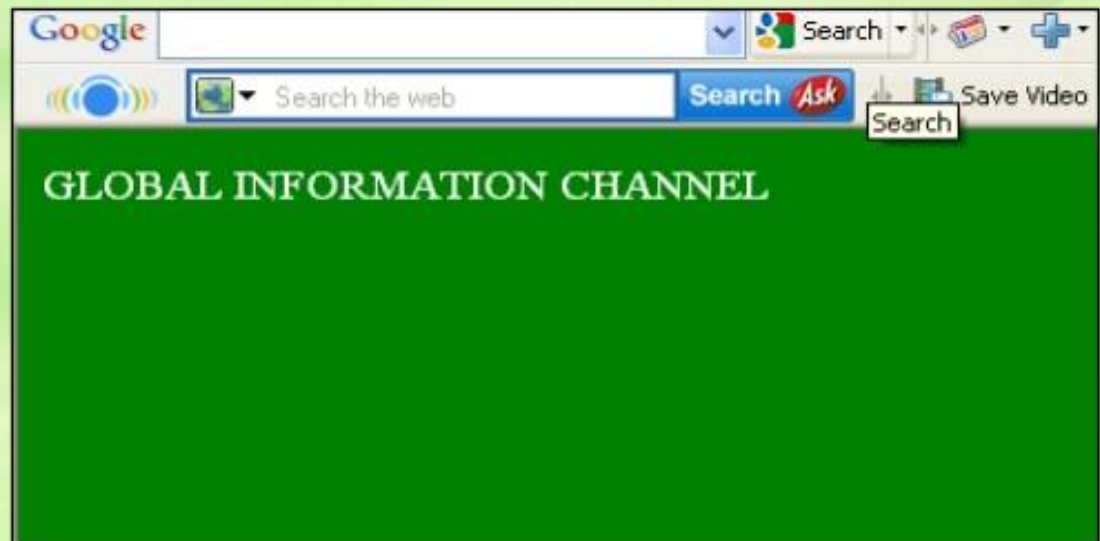 Google Search
Search the web Search Ask Save Video
Search
GLOBAL INFORMATION CHANNEL